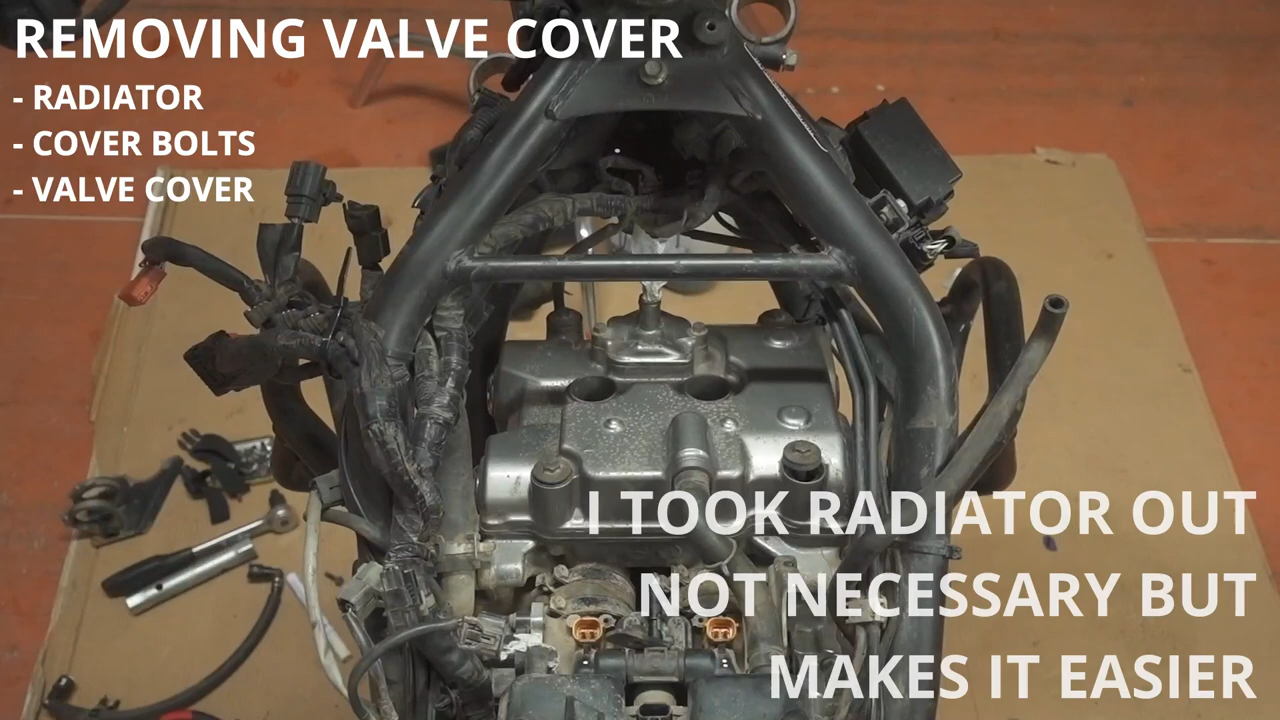 REMOVING VALVE COVER
- RADIATOR
- COVER BOLTS
- VALVE COVER
I TOOK RADIATOR OUT
NOT NECESSARY BUT
MAKES IT EASIER